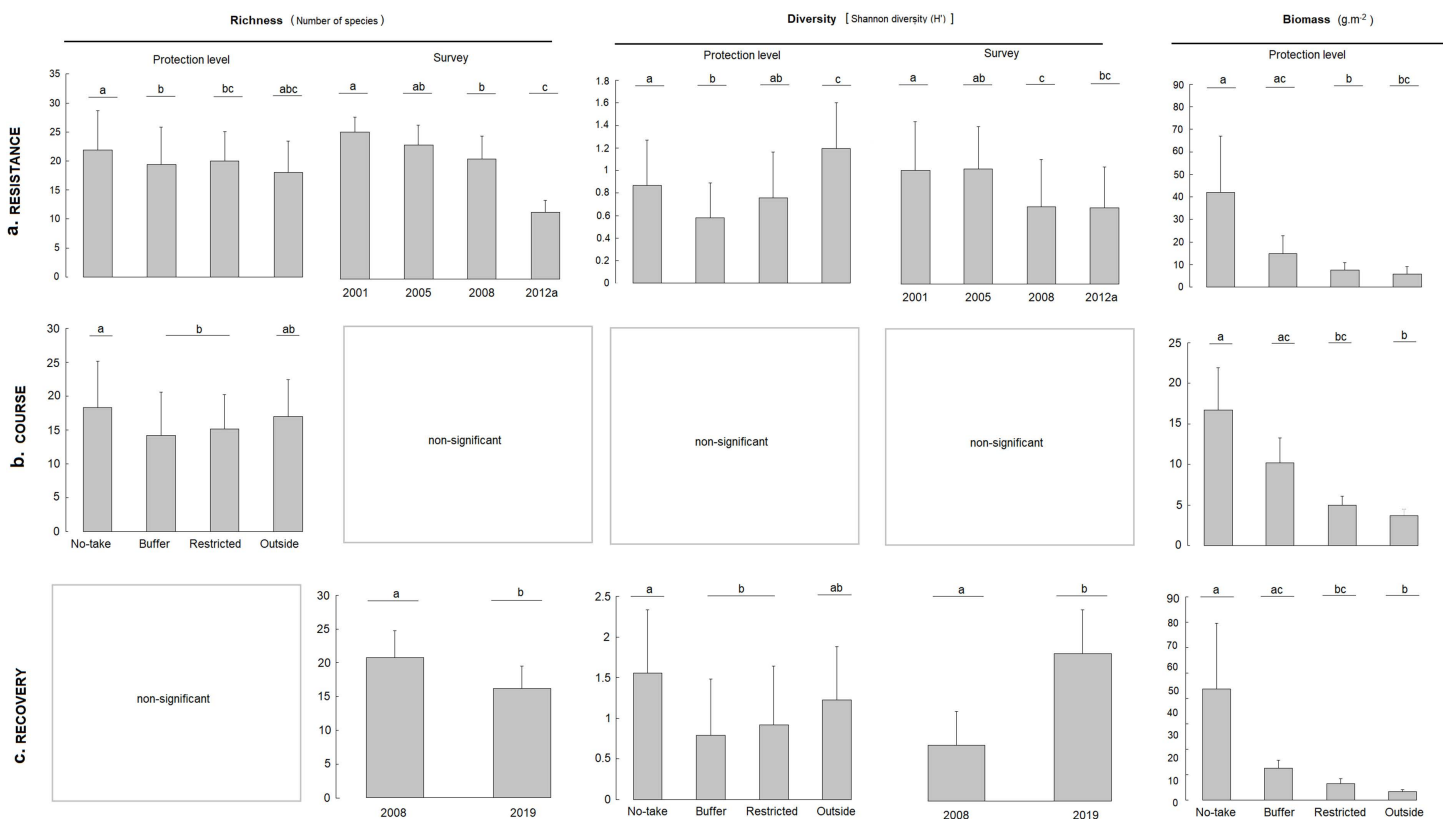 Richness (Number of species)
Diversity [ Shannon diversity (H') ]
Biomass (g.m-2 )
Protection level
Survey
Protection level
Survey
Protection level
a. RESISTANCE
35
30
25
20
15
10
5
0
a b bc abc
a ab b c
2001 2005 2008 2012a
1.8
1.6
1.4
1.2
1
0.8
0.6
0.4
0.2
0
a b ab c
a ab c bc
2001 2005 2008 2012a
90
80
70
60
50
40
30
20
10
0
a ac b bc
b. COURSE
30
25
20
15
10
5
0
a b ab
No-take Buffer Restricted Outside
non-significant
non-significant
non-significant
25
20
15
10
5
0
a ac bc b
c. RECOVERY
non-significant
30
25
20
15
10
5
0
a b
2008 2019
2.5
2
1.5
1
0.5
0
a b ab
No-take Buffer Restricted Outside
a b
2008 2019
90
80
70
60
50
40
30
20
10
0
a ac bc b
No-take Buffer Restricted Outside